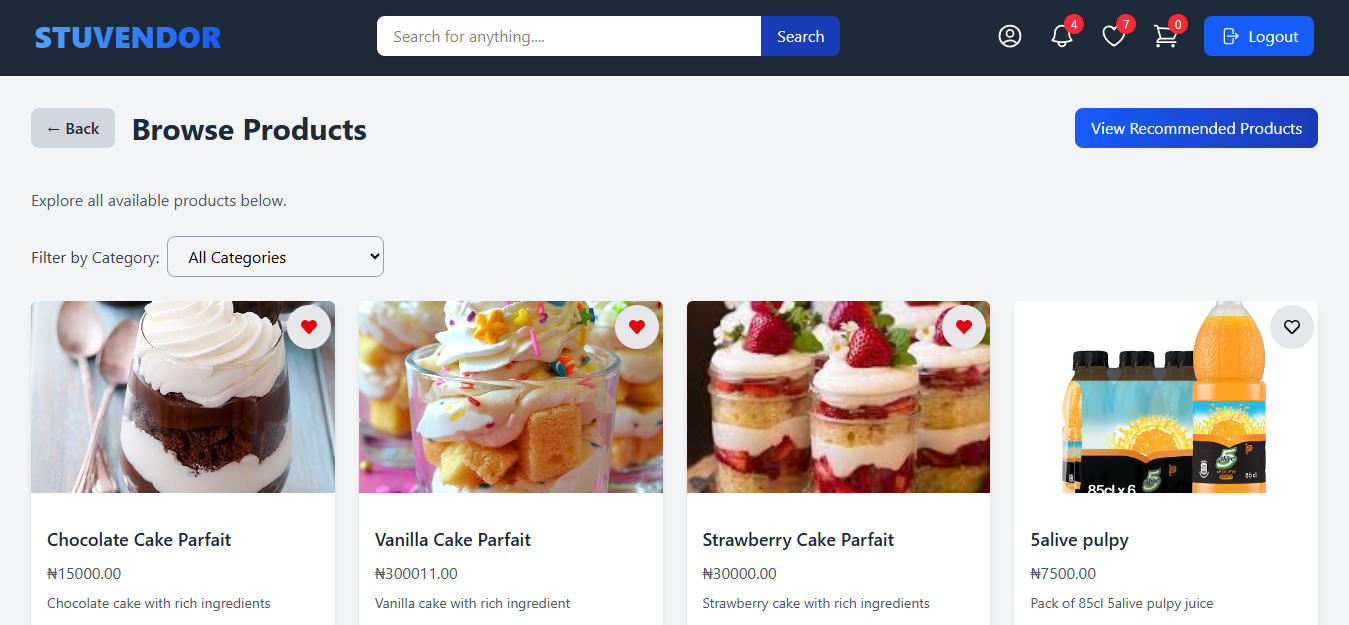 STUVENDOR
Search for anything....
Search
4
7
0
Logout
← Back
Browse Products
View Recommended Products
Explore all available products below.
Filter by Category:
All Categories
5
85cl
85cl x 6
5
Chocolate Cake Parfait
Vanilla Cake Parfait
Strawberry Cake Parfait
5alive pulpy
₦15000.00
₦300011.00
₦30000.00
₦7500.00
Chocolate cake with rich ingredients
Vanilla cake with rich ingredient
Strawberry cake with rich ingredients
Pack of 85cl 5alive pulpy juice